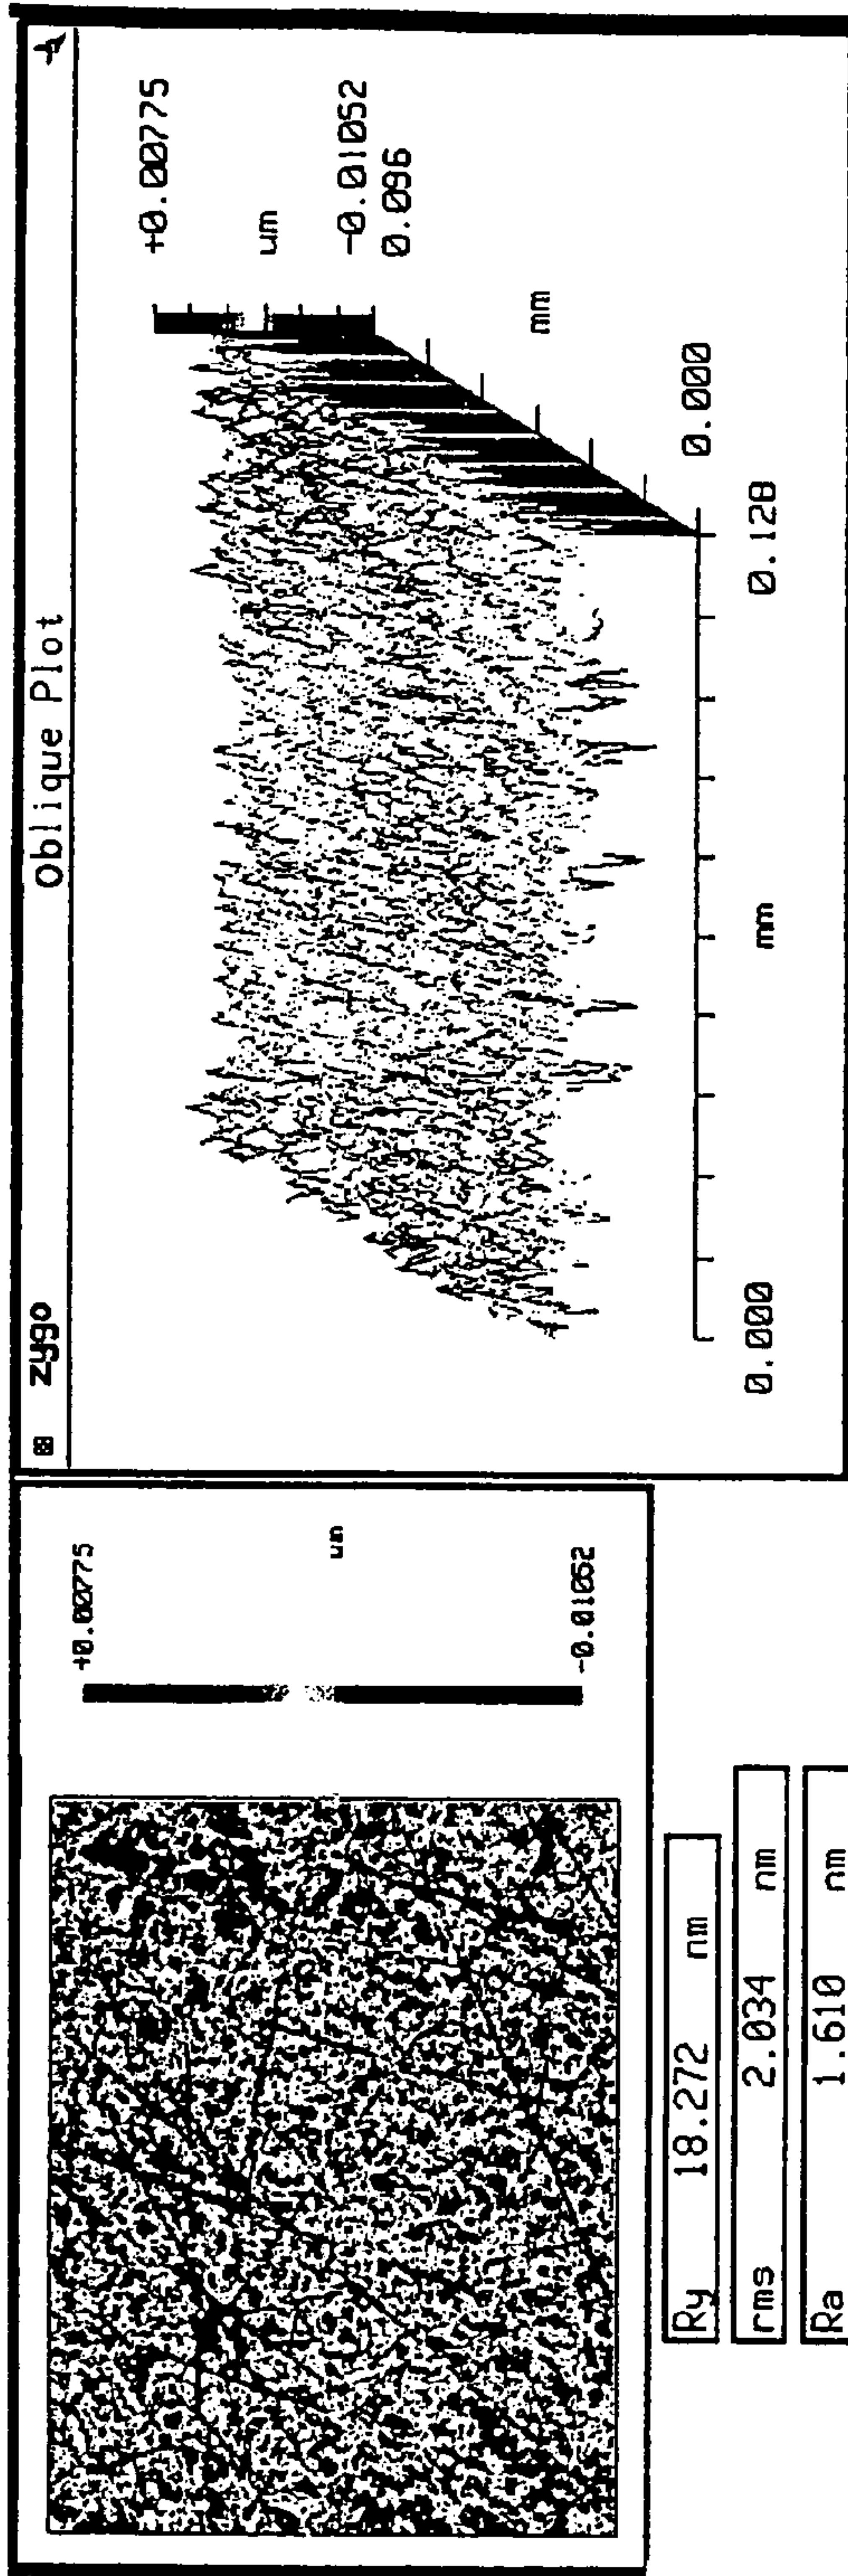 +0.00775
um
-0.01052
Ry 18.272 nm
rms 2.034 nm
Ra 1.610 nm
zygo
Oblique Plot
+0.00775
um
-0.01052
0.096
mm
0.000
0.000
mm
0.128